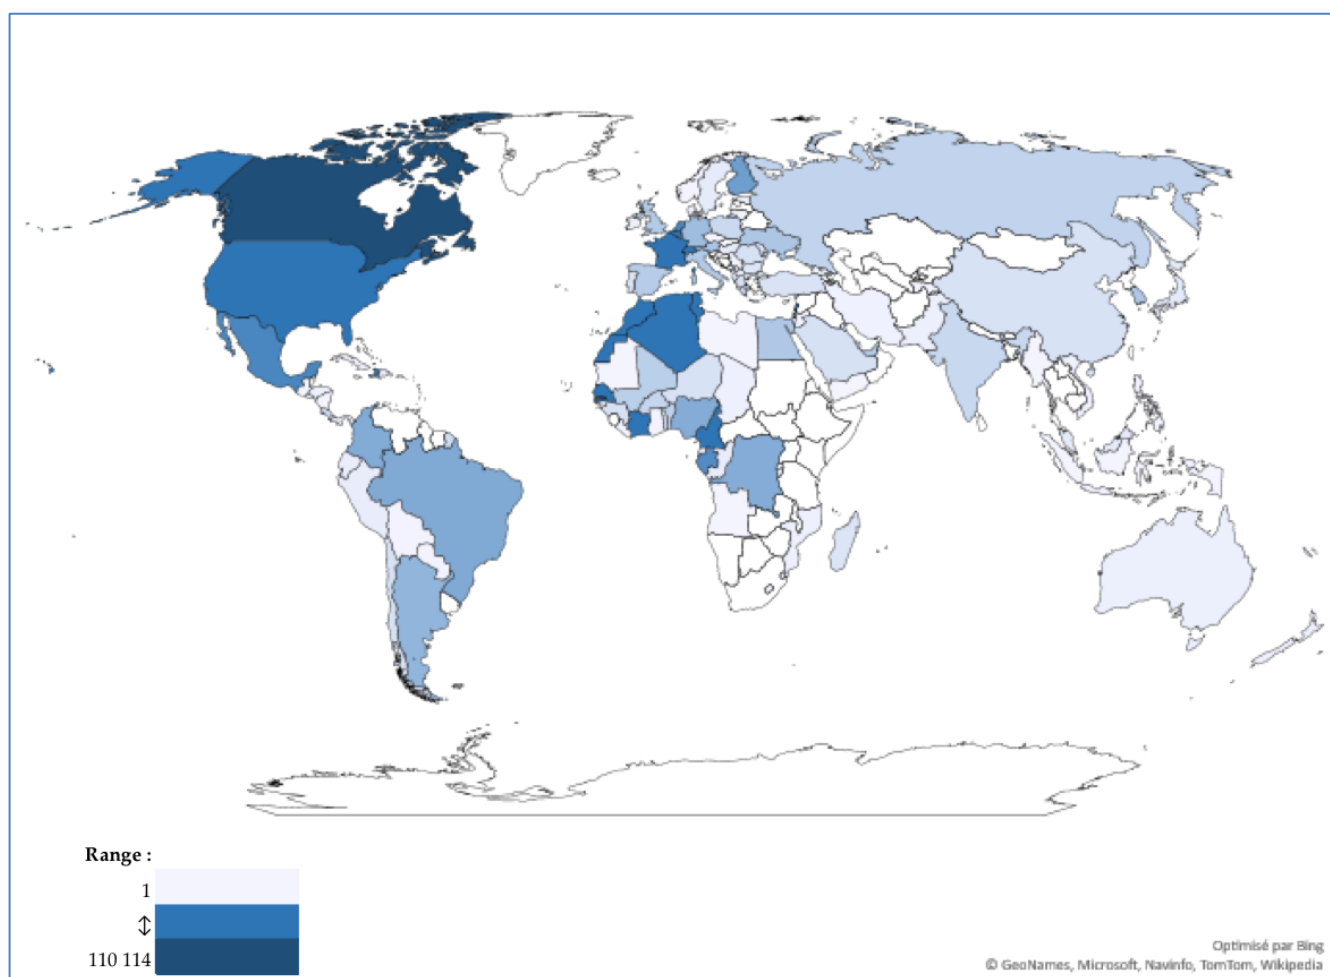 Range :
1
↕
110 114
Optimisé par Bing
© GeoNames, Microsoft, Navinfo, TomTom, Wikipedia